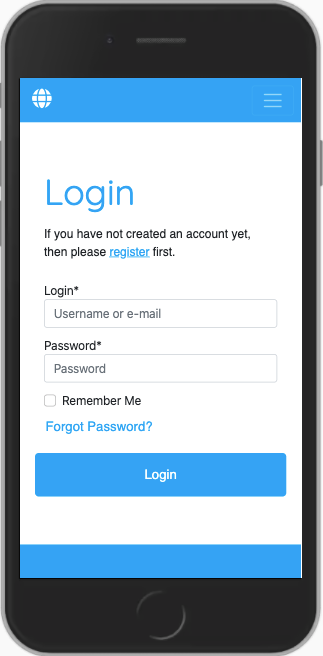 Login
If you have not created an account yet,
then please register first.
Login*
Username or e-mail
Password*
Password
Remember Me
Forgot Password?
Login